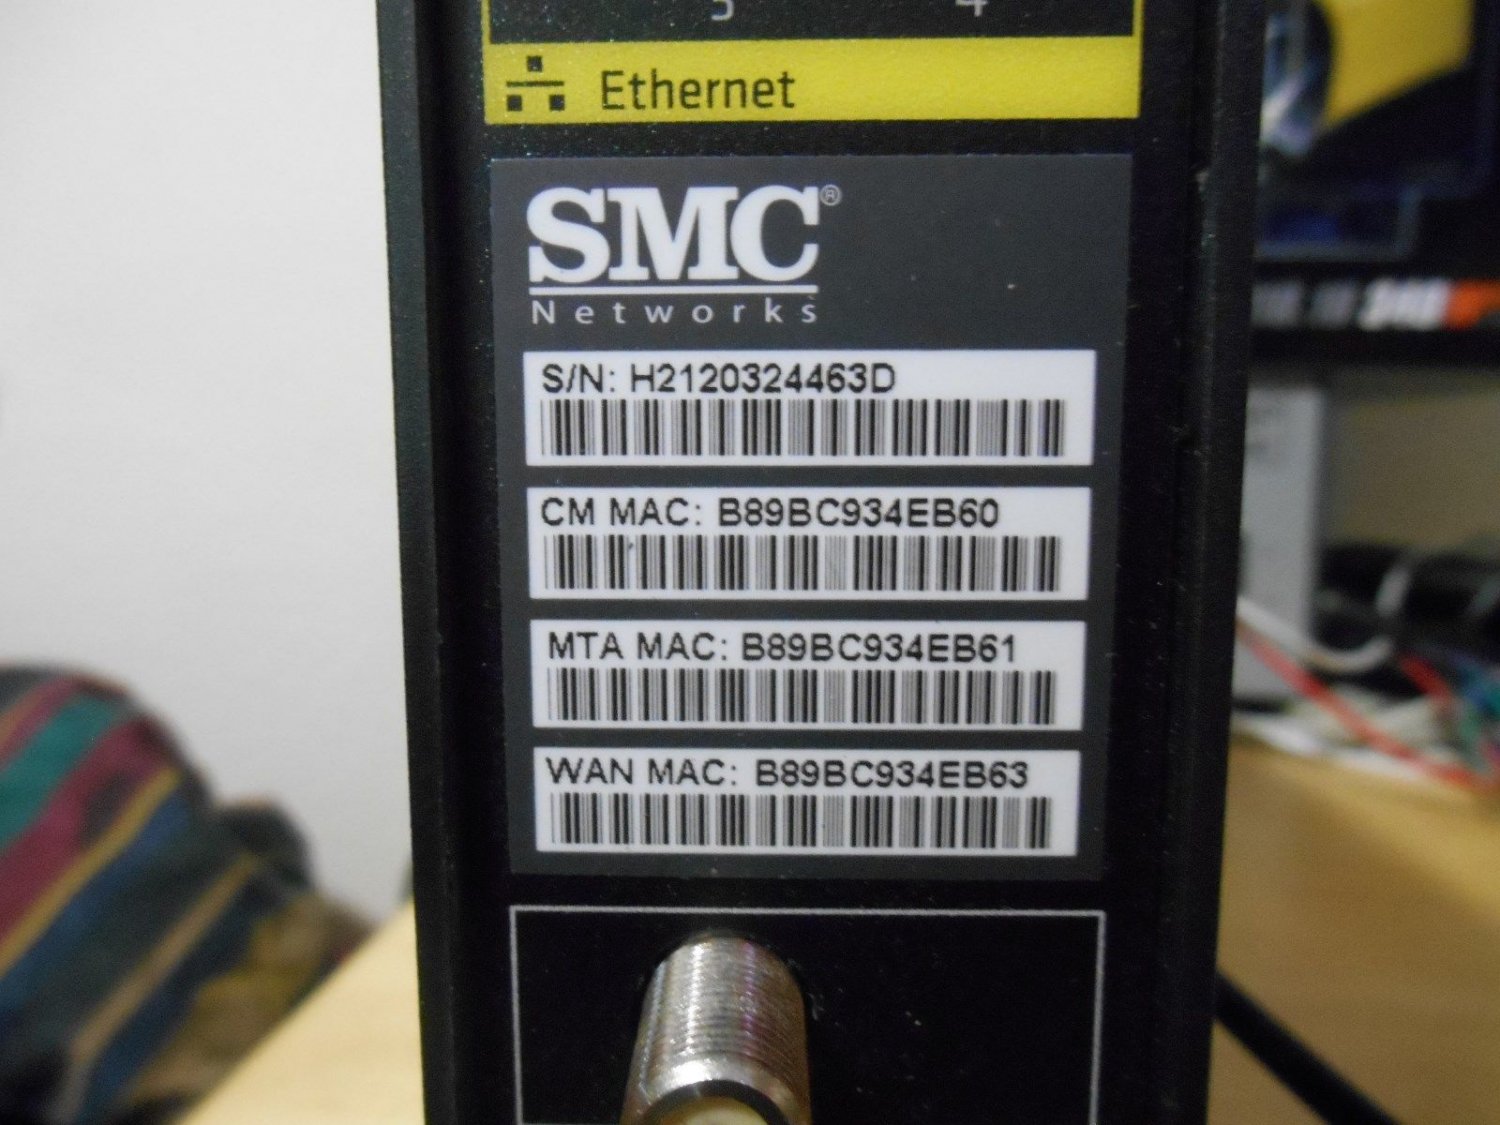 3 4
Ethernet
SMC®
Networks
S/N: H2120324463D
CM MAC: B89BC934EB60
MTA MAC: B89BC934EB61
WAN MAC: B89BC934EB63